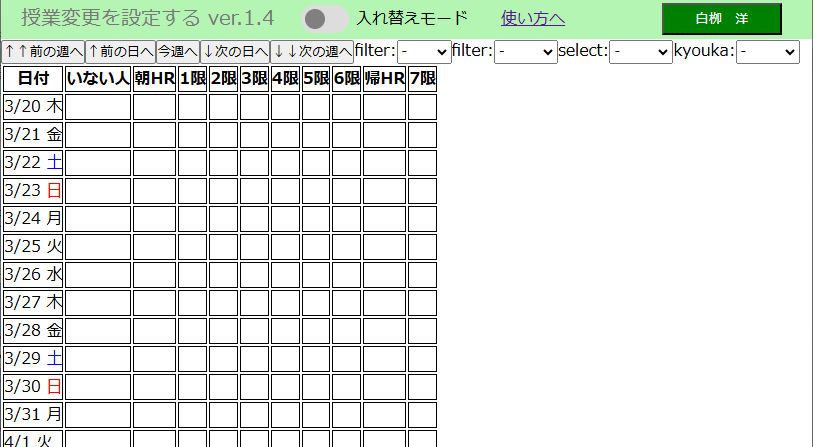 授業変更を設定する ver.1.4 入れ替えモード 使い方へ 白栁　洋
↑↑前の週へ ↑前の日へ 今週へ ↓次の日へ ↓↓次の週へ filter: - filter: - select: - kyouka: -
日付 いない人 朝HR 1限 2限 3限 4限 5限 6限 帰HR 7限
3/20 木
3/21 金
3/22 土
3/23 日
3/24 月
3/25 火
3/26 水
3/27 木
3/28 金
3/29 土
3/30 日
3/31 月
4/1 火